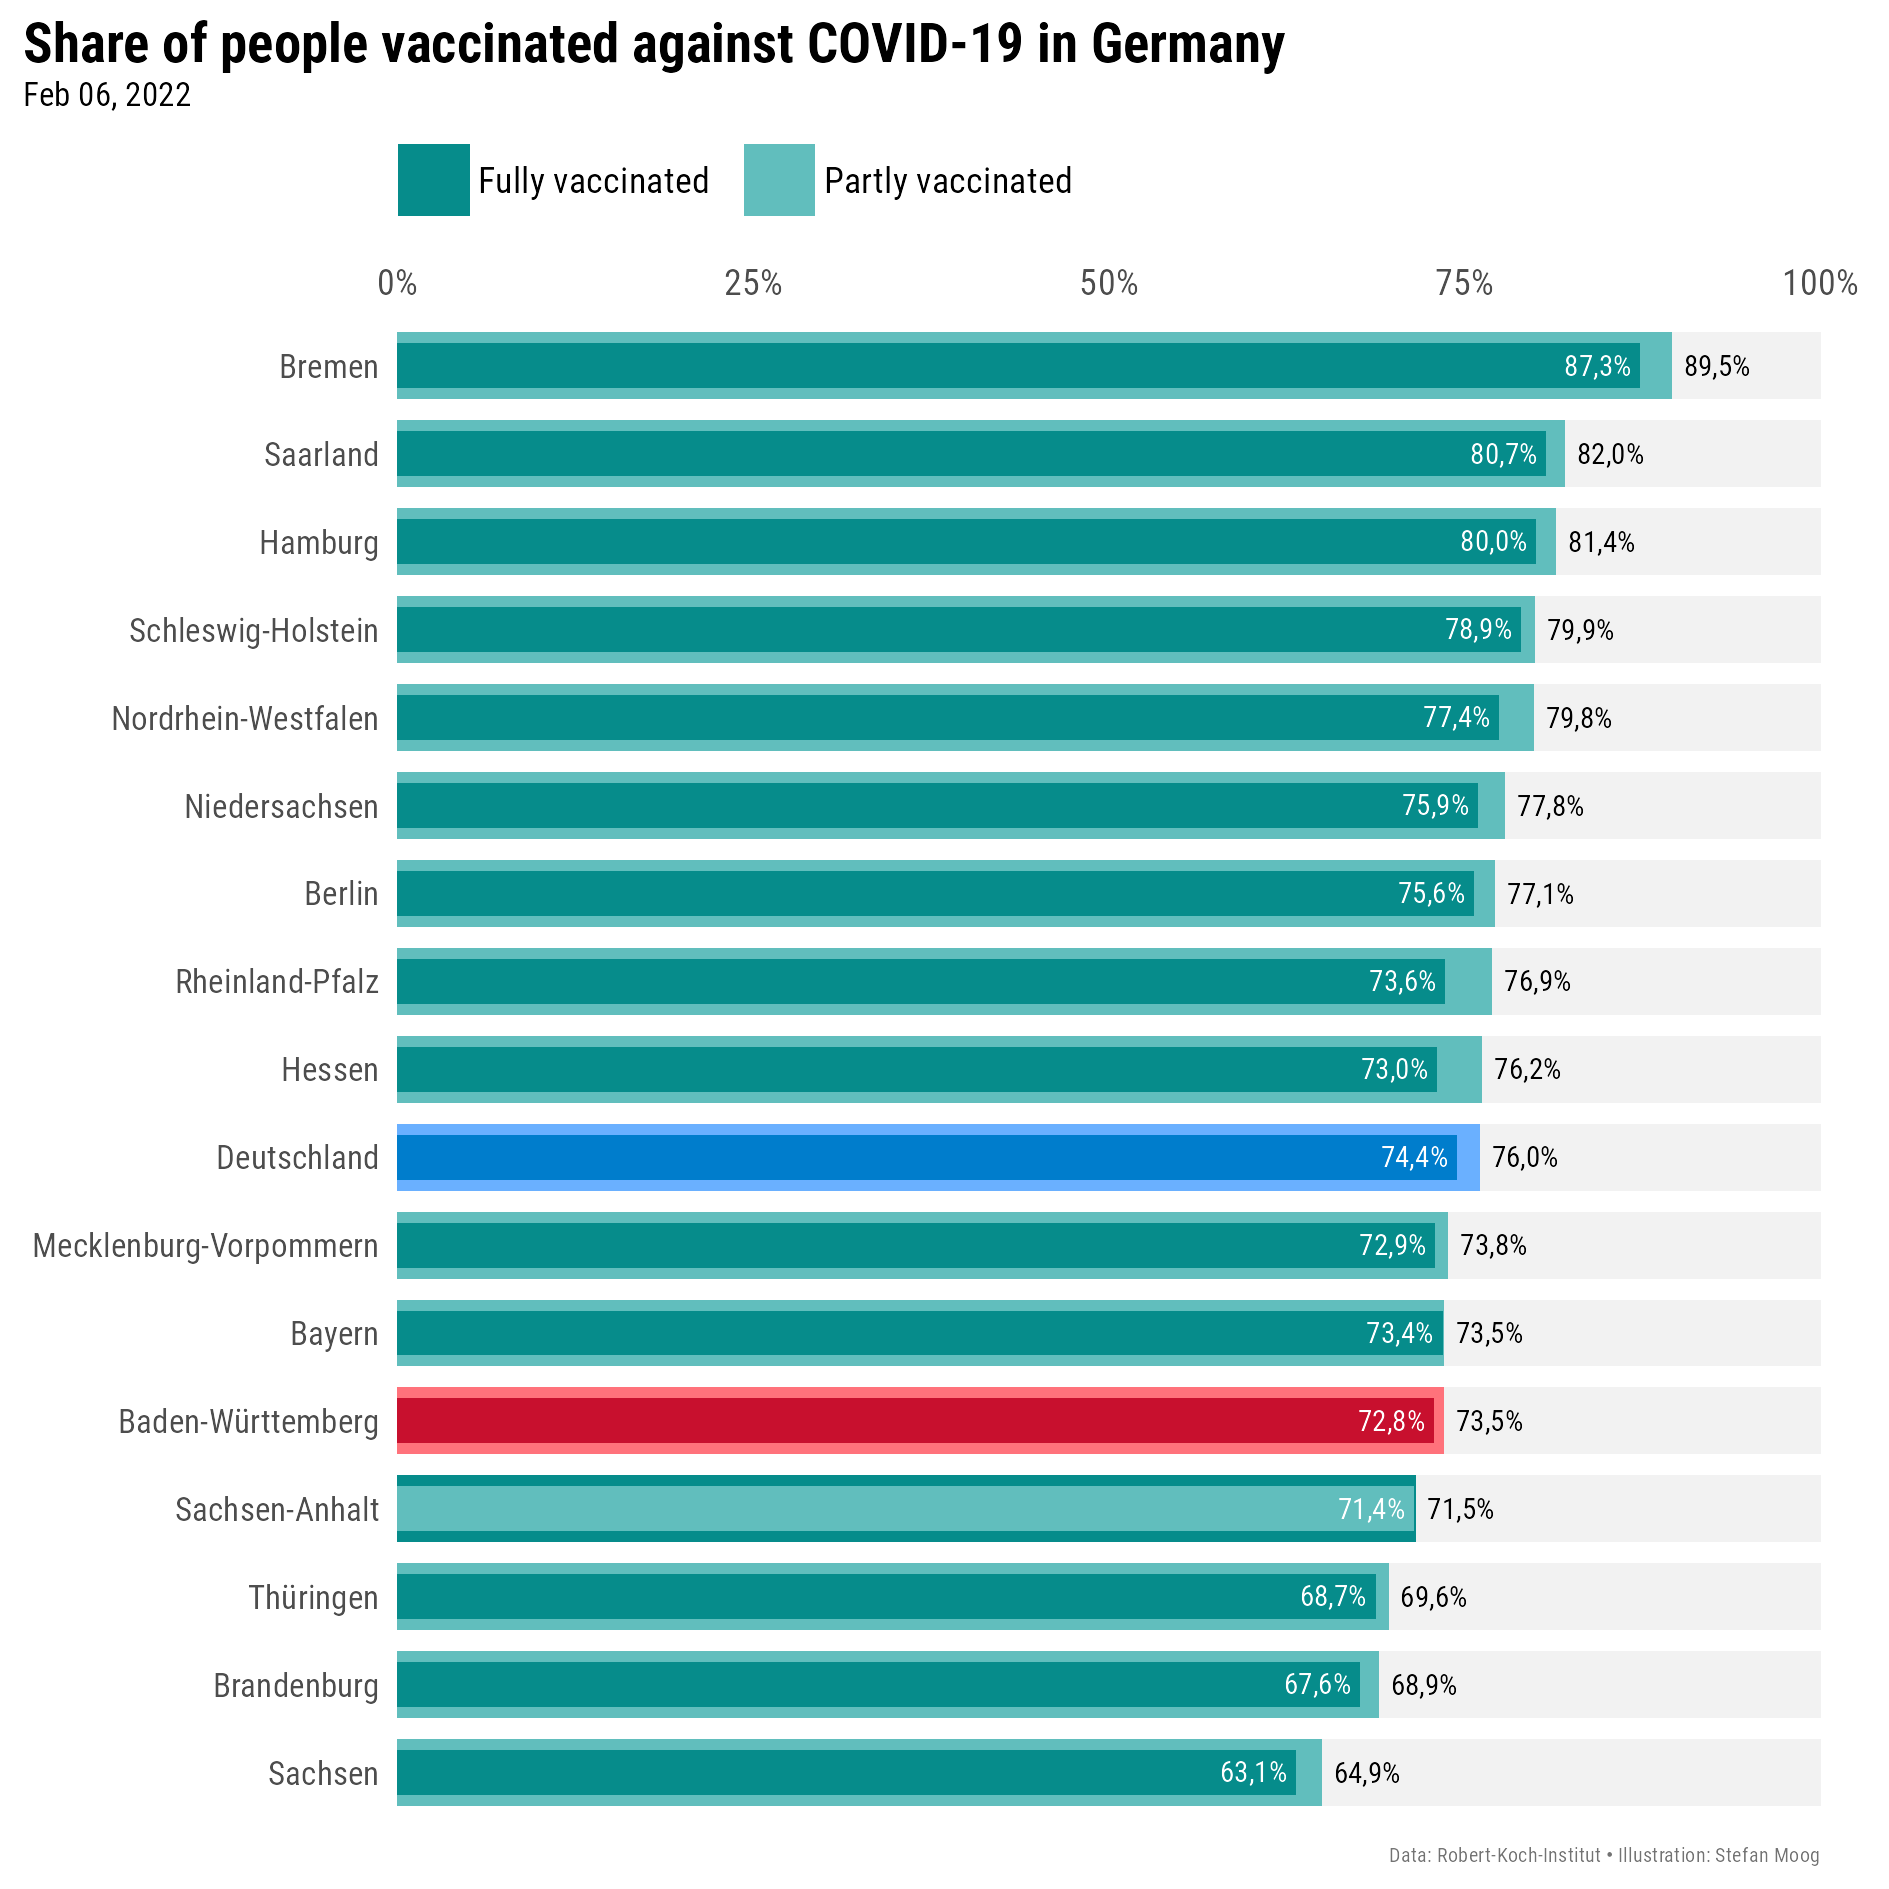 Share of people vaccinated against COVID-19 in Germany
Feb 06, 2022
Fully vaccinated Partly vaccinated
0% 25% 50% 75% 100%
Bremen 87,3% 89,5%
Saarland 80,7% 82,0%
Hamburg 80,0% 81,4%
Schleswig-Holstein 78,9% 79,9%
Nordrhein-Westfalen 77,4% 79,8%
Niedersachsen 75,9% 77,8%
Berlin 75,6% 77,1%
Rheinland-Pfalz 73,6% 76,9%
Hessen 73,0% 76,2%
Deutschland 74,4% 76,0%
Mecklenburg-Vorpommern 72,9% 73,8%
Bayern 73,4% 73,5%
Baden-Württemberg 72,8% 73,5%
Sachsen-Anhalt 71,4% 71,5%
Thüringen 68,7% 69,6%
Brandenburg 67,6% 68,9%
Sachsen 63,1% 64,9%
Data: Robert-Koch-Institut • Illustration: Stefan Moog